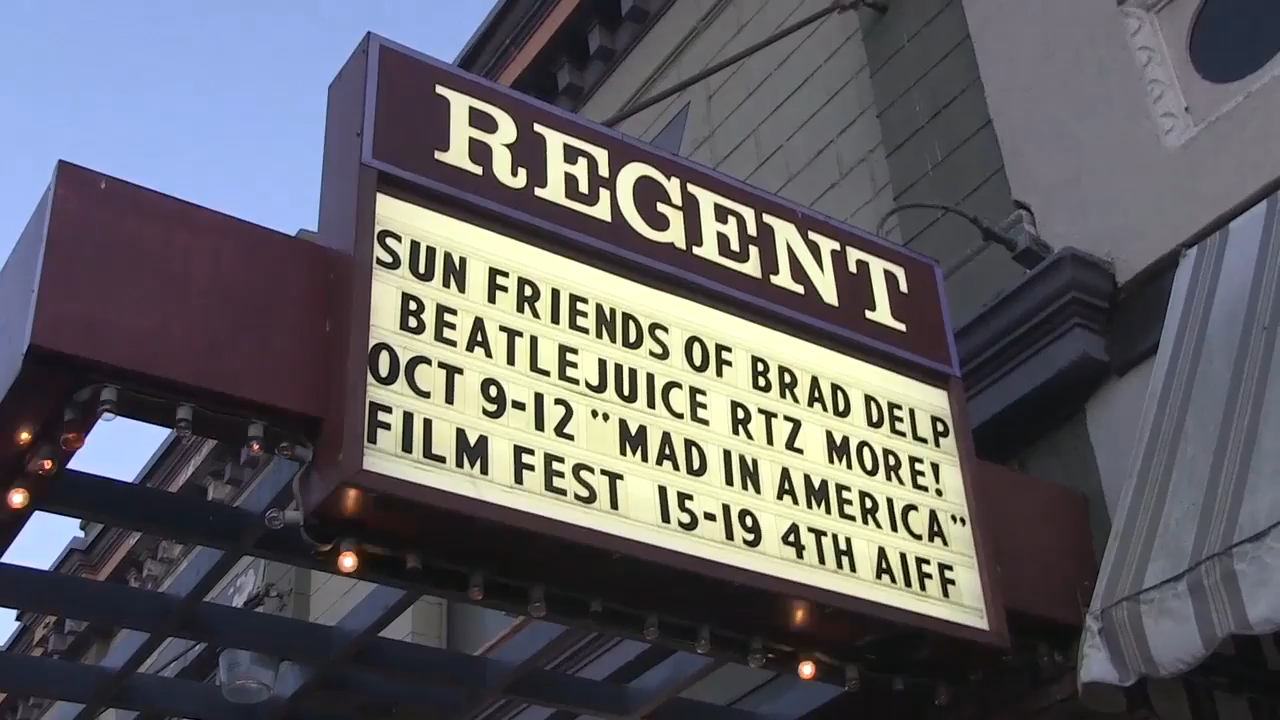 REGENT
SUN FRIENDS OF BRAD DELP
BEATLEJUICE RTZ MORE!
OCT 9-12 "MAD IN AMERICA"
FILM FEST 15-19 4TH AIFF